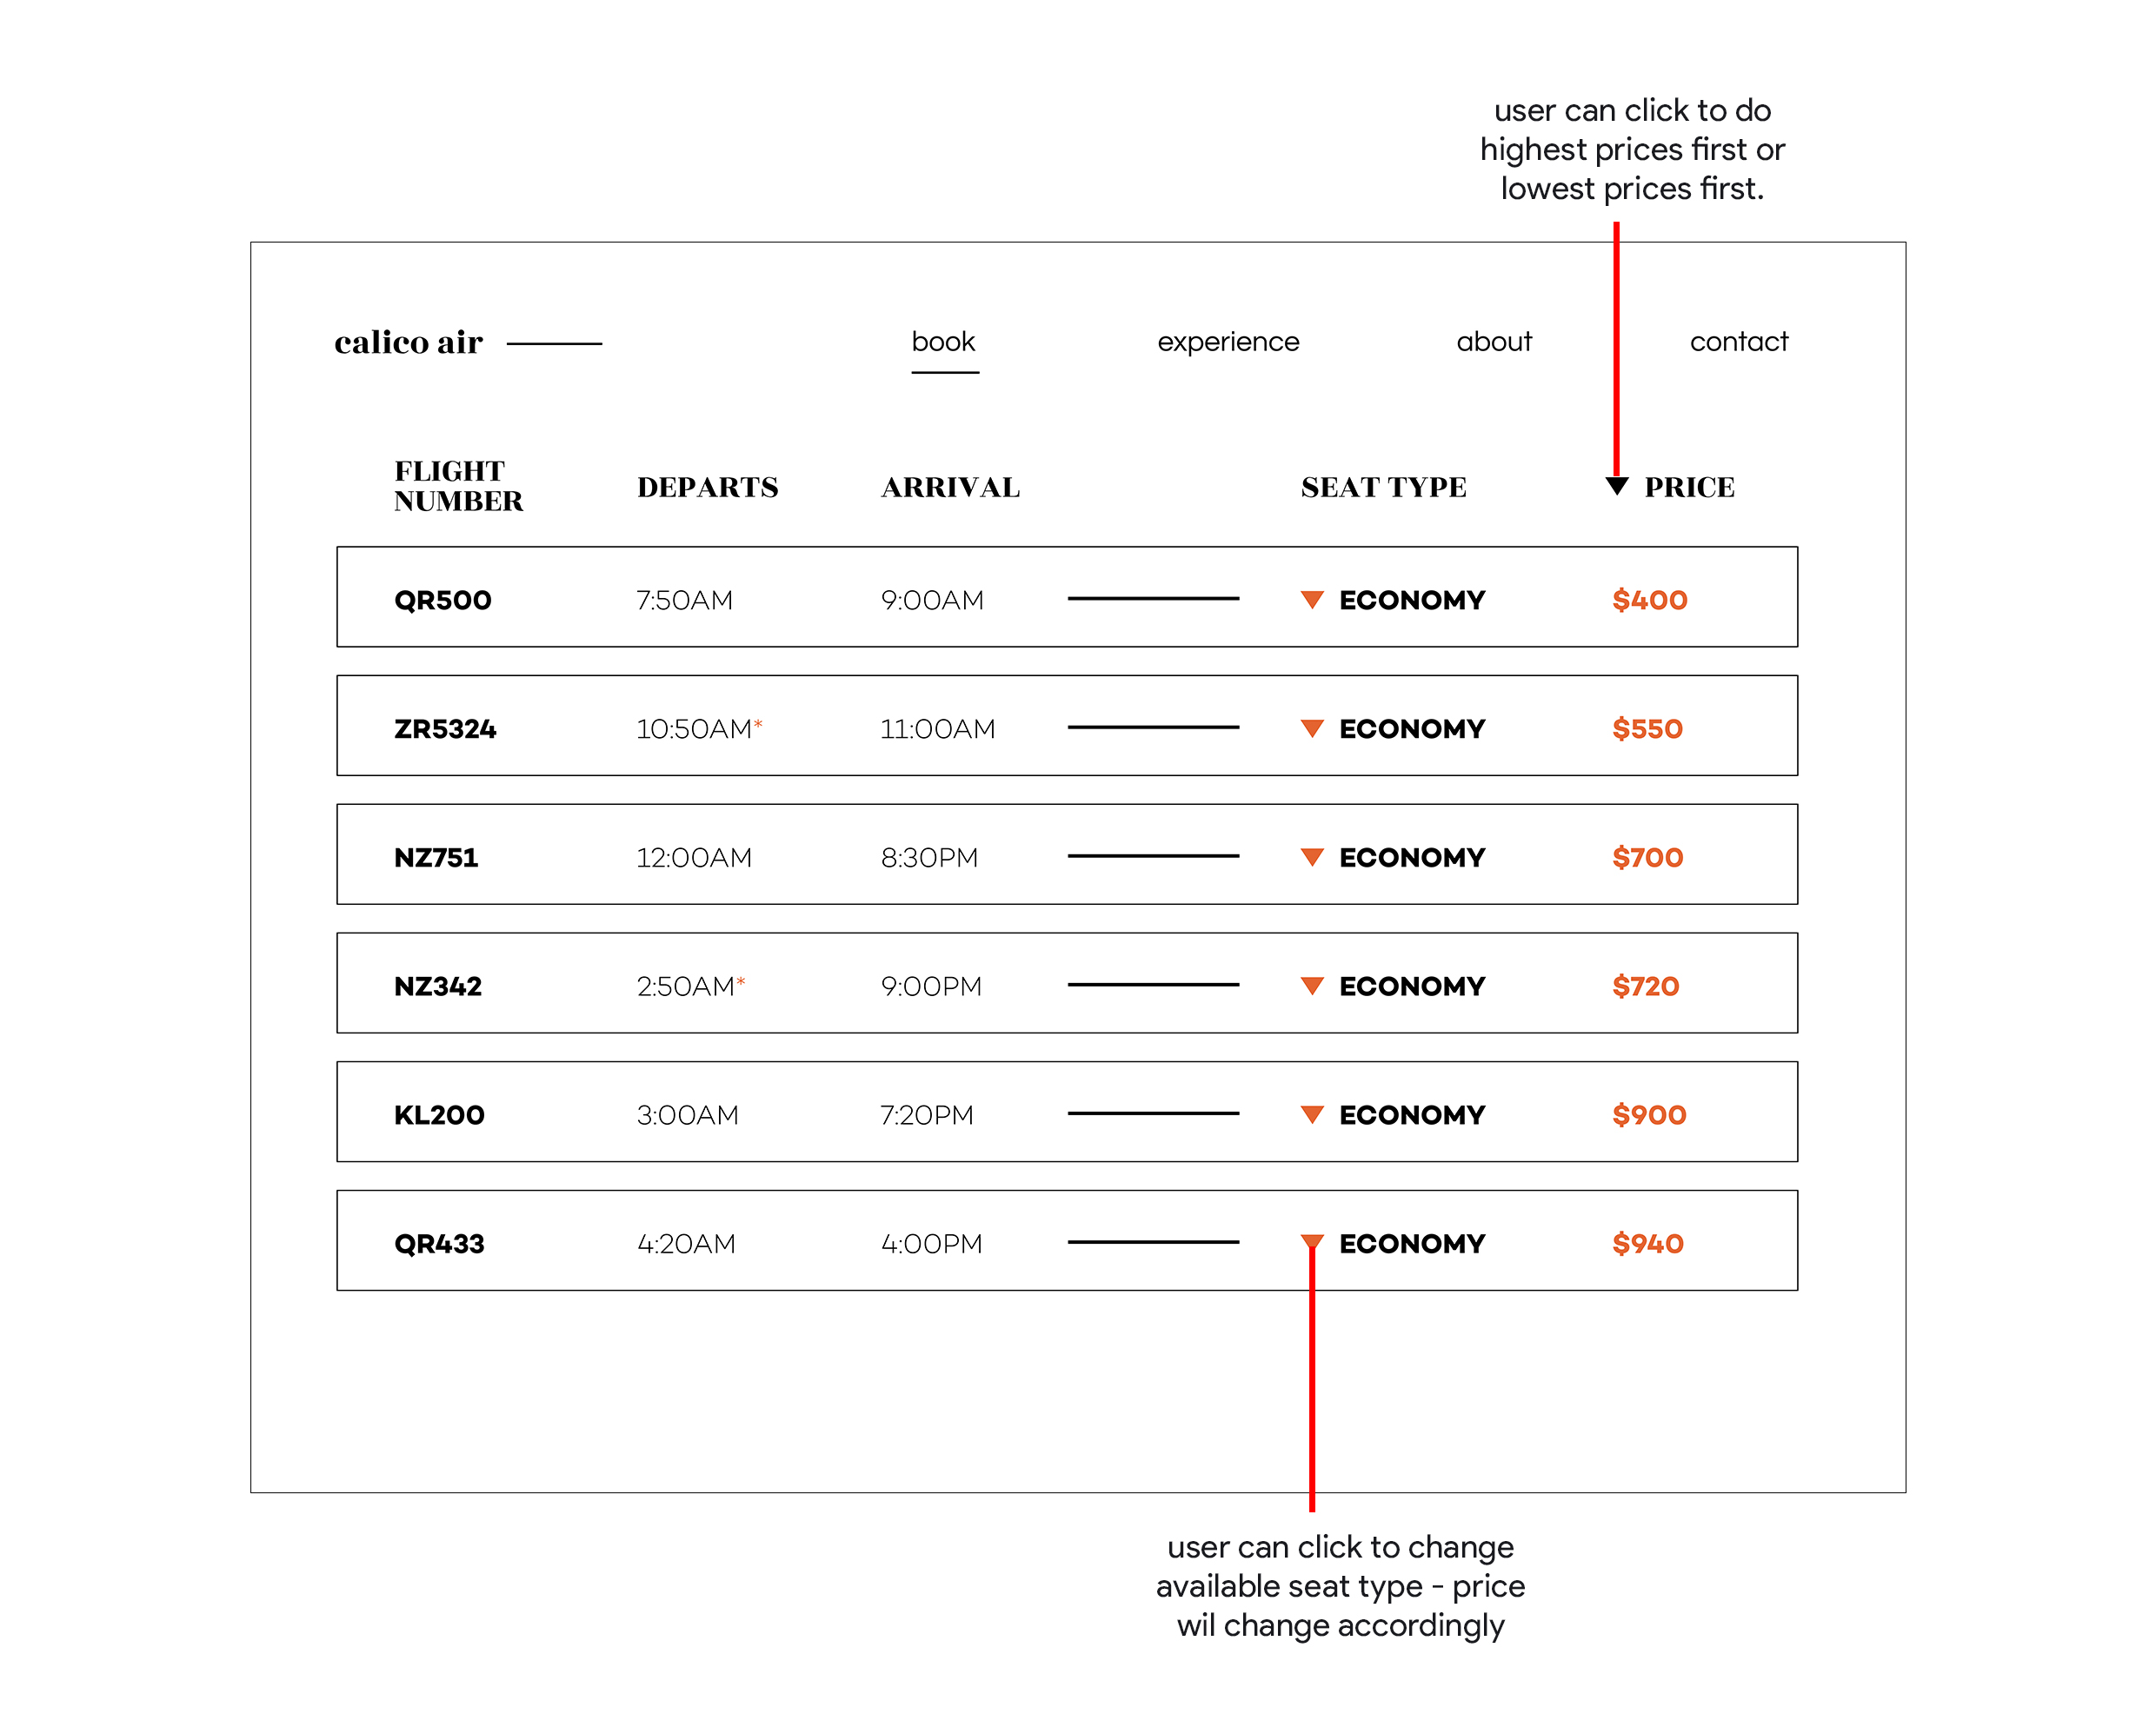 user can click to do
highest prices first or
lowest prices first.
calico air book experience about contact
FLIGHT
NUMBER DEPARTS ARRIVAL SEAT TYPE PRICE
QR500 7:50AM 9:00AM ECONOMY $400
ZR5324 10:50AM* 11:00AM ECONOMY $550
NZ751 12:00AM 8:30PM ECONOMY $700
NZ342 2:50AM* 9:00PM ECONOMY $720
KL200 3:00AM 7:20PM ECONOMY $900
QR433 4:20AM 4:00PM ECONOMY $940
user can click to change
available seat type - price
wil change accordingly